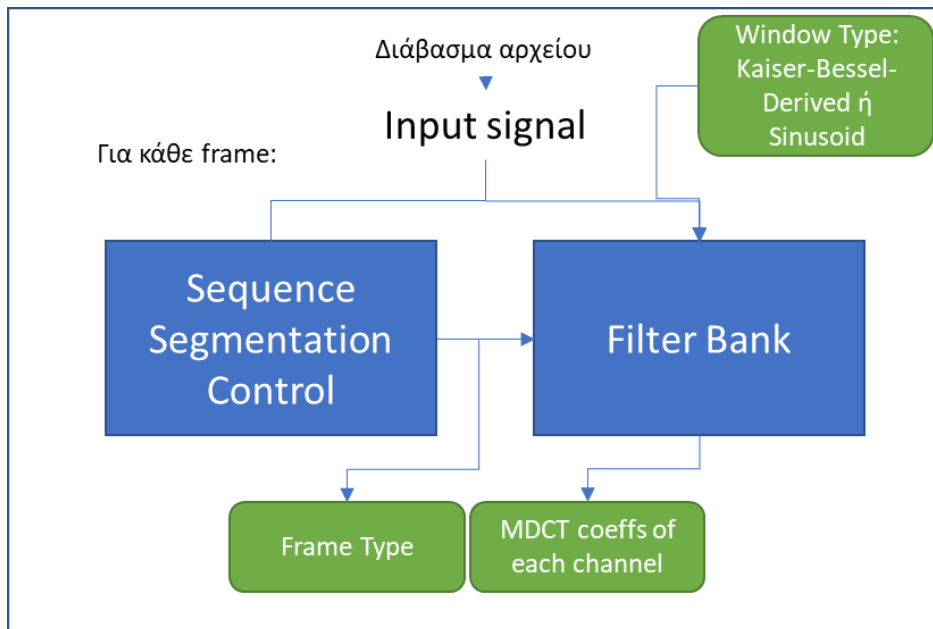 Διάβασμα αρχείου
Input signal
Window Type:
Kaiser-Bessel-
Derived ή
Sinusoid
Για κάθε frame:
Sequence
Segmentation
Control
Filter Bank
Frame Type
MDCT coeffs of
each channel